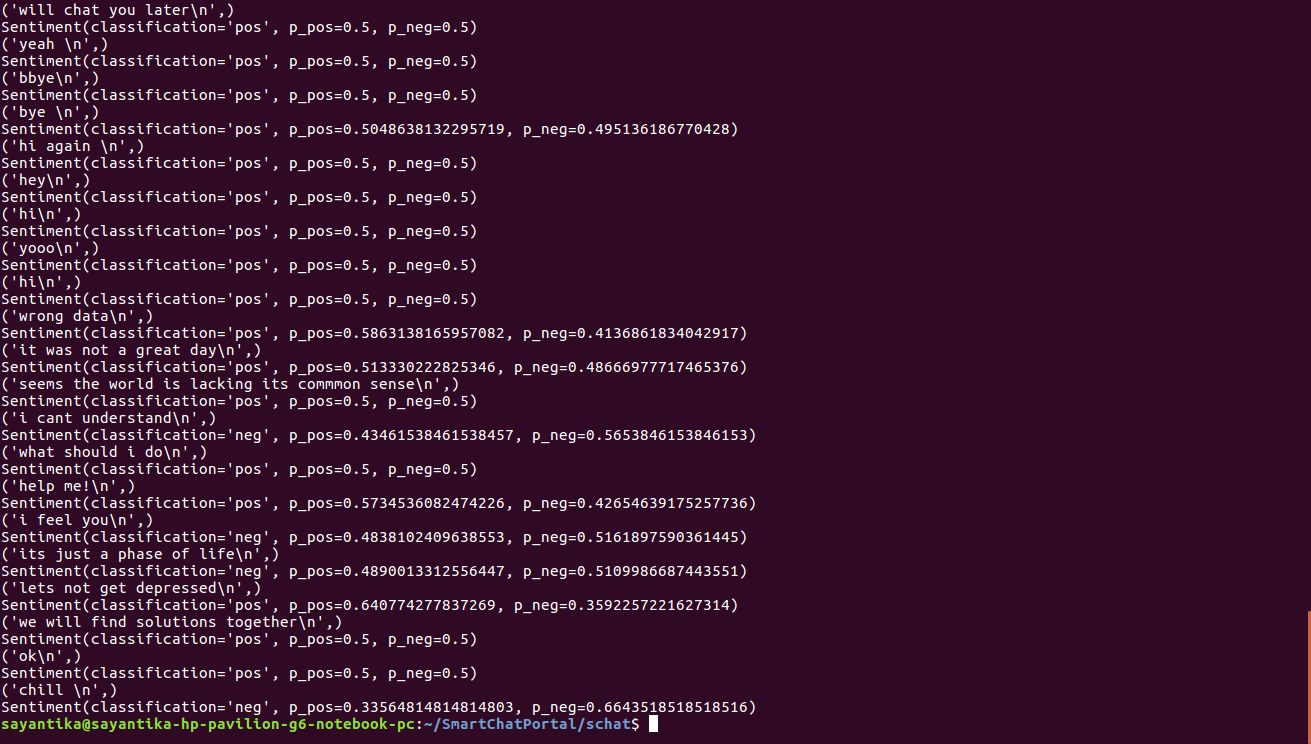 ('will chat you later\n',)
Sentiment(classification='pos', p_pos=0.5, p_neg=0.5)
('yeah \n',)
Sentiment(classification='pos', p_pos=0.5, p_neg=0.5)
('bbye\n',)
Sentiment(classification='pos', p_pos=0.5, p_neg=0.5)
('bye \n',)
Sentiment(classification='pos', p_pos=0.5048638132295719, p_neg=0.495136186770428)
('hi again \n',)
Sentiment(classification='pos', p_pos=0.5, p_neg=0.5)
('hey\n',)
Sentiment(classification='pos', p_pos=0.5, p_neg=0.5)
('hi\n',)
Sentiment(classification='pos', p_pos=0.5, p_neg=0.5)
('yooo\n',)
Sentiment(classification='pos', p_pos=0.5, p_neg=0.5)
('hi\n',)
Sentiment(classification='pos', p_pos=0.5, p_neg=0.5)
('wrong data\n',)
Sentiment(classification='pos', p_pos=0.5863138165957082, p_neg=0.4136861834042917)
('it was not a great day\n',)
Sentiment(classification='pos', p_pos=0.513330222825346, p_neg=0.48666977717465376)
('seems the world is lacking its commmon sense\n',)
Sentiment(classification='pos', p_pos=0.5, p_neg=0.5)
('i cant understand\n',)
Sentiment(classification='neg', p_pos=0.43461538461538457, p_neg=0.5653846153846153)
('what should i do\n',)
Sentiment(classification='pos', p_pos=0.5, p_neg=0.5)
('help me!\n',)
Sentiment(classification='pos', p_pos=0.5734536082474226, p_neg=0.42654639175257736)
('i feel you\n',)
Sentiment(classification='neg', p_pos=0.4838102409638553, p_neg=0.5161897590361445)
('its just a phase of life\n',)
Sentiment(classification='neg', p_pos=0.4890013312556447, p_neg=0.5109986687443551)
('lets not get depressed\n',)
Sentiment(classification='pos', p_pos=0.640774277837269, p_neg=0.3592257221627314)
('we will find solutions together\n',)
Sentiment(classification='pos', p_pos=0.5, p_neg=0.5)
('ok\n',)
Sentiment(classification='pos', p_pos=0.5, p_neg=0.5)
('chill \n',)
Sentiment(classification='neg', p_pos=0.33564814814814803, p_neg=0.6643518518518516)
sayantika@sayantika-hp-pavilion-g6-notebook-pc:~/SmartChatPortal/schat$